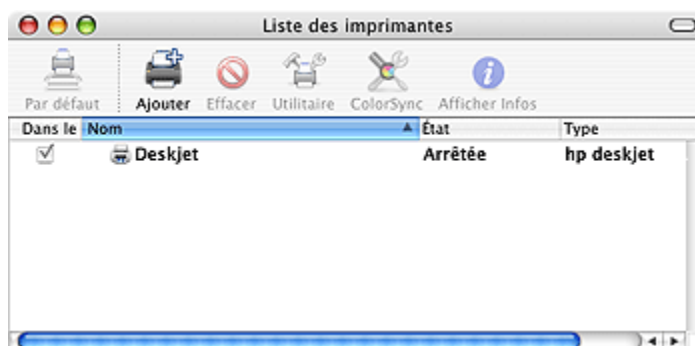 Liste des imprimantes
Par défaut Ajouter Effacer Utilitaire ColorSync Afficher Infos
Dans le Nom État Type
Deskjet Arrêtée hp deskjet